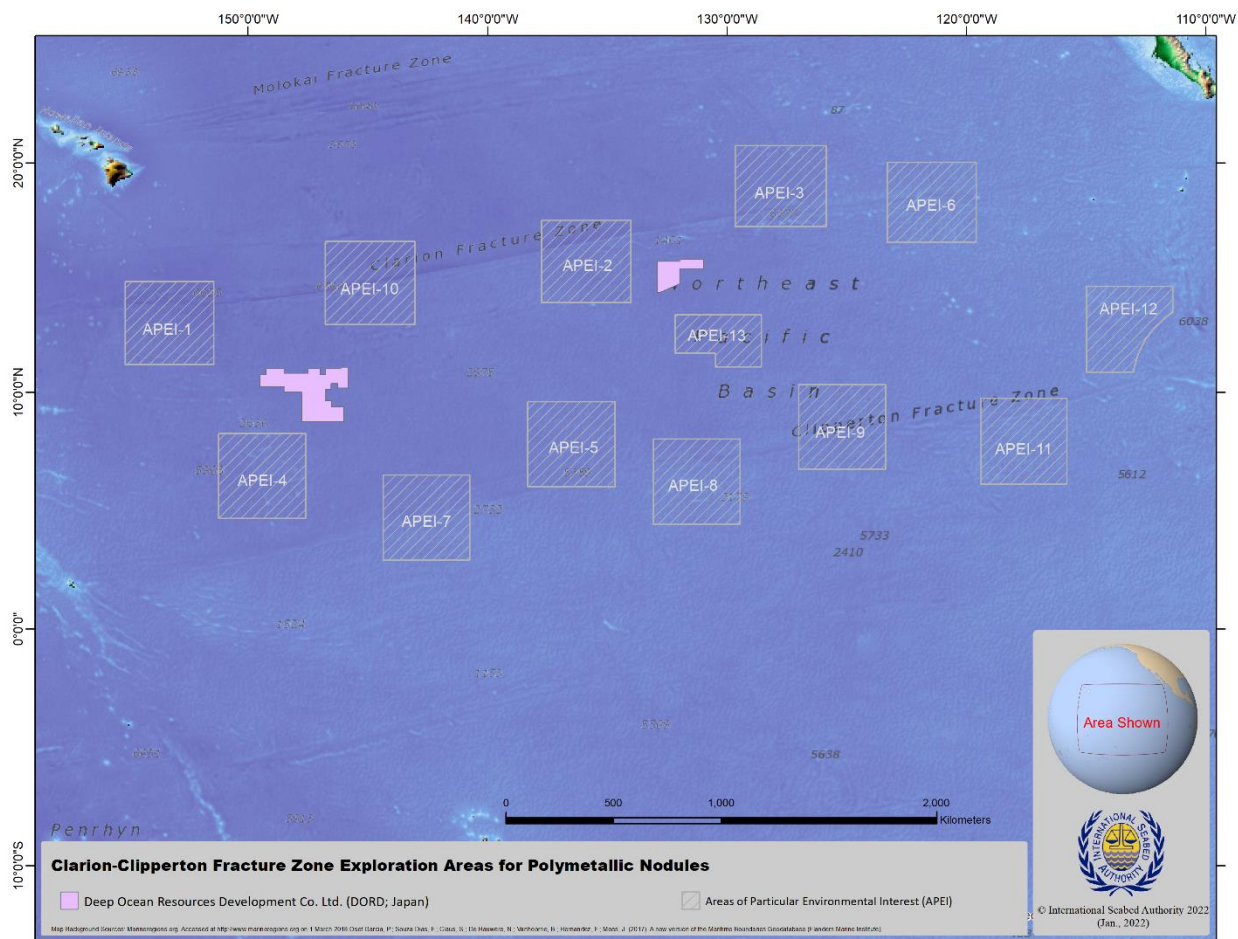 150°0'0"W
140°0'0"W
130°0'0"W
120°0'0"W
110°0'0"W
20°0'0"N
10°0'0"N
0°0'0"
10°0'0"S
Molokai Fracture Zone
87
APEI-3
APEI-6
Clarion Fracture Zone
APEI-2
APEI-10
APEI-1
Northeast
Pacific
Basin
APEI-13
APEI-12
6038
Clipperton Fracture Zone
APEI-9
APEI-11
APEI-5
APEI-4
APEI-8
APEI-7
5612
5733
2410
5638
Penrhyn
0
500
1,000
2,000
Kilometers
Area Shown
INTERNATIONAL SEABED AUTHORITY
© International Seabed Authority 2022
(Jan., 2022)
Clarion-Clipperton Fracture Zone Exploration Areas for Polymetallic Nodules
Deep Ocean Resources Development Co. Ltd. (DORD; Japan)
Areas of Particular Environmental Interest (APEI)